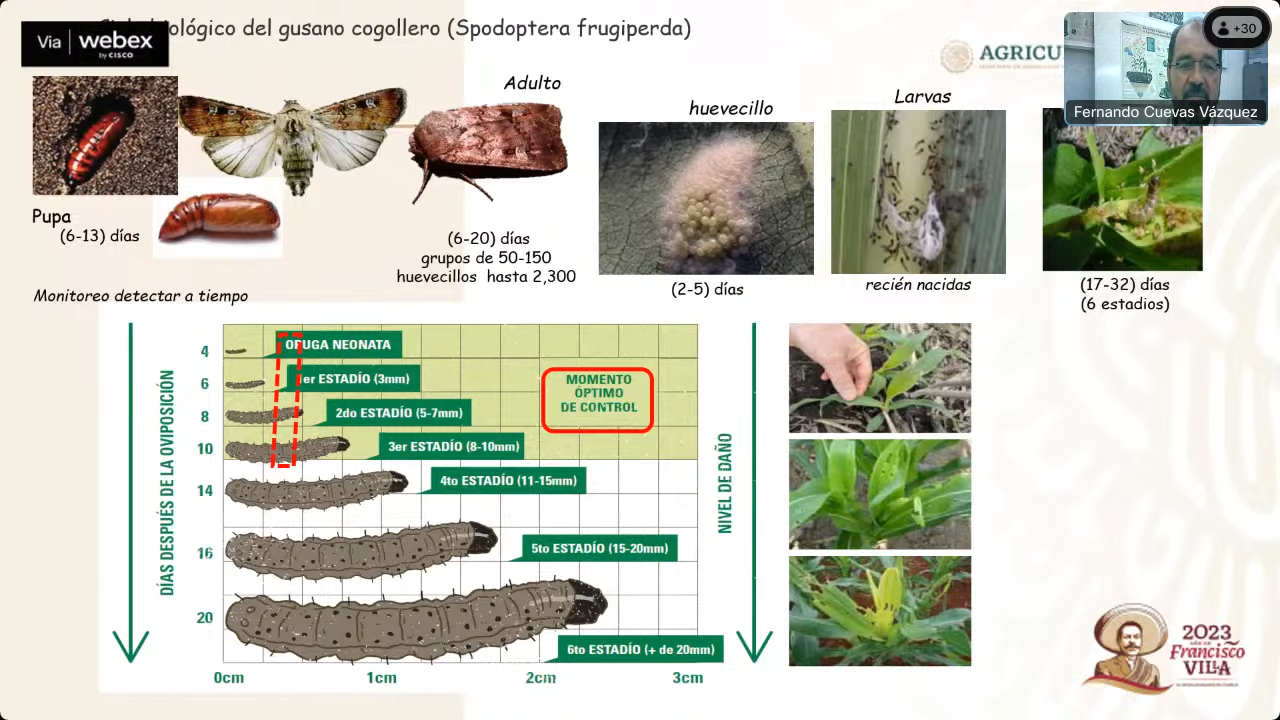 ológico del gusano cogollero (Spodoptera frugiperda)
Via webex
by CISCO
AGRICU
+30
Fernando Cuevas Vázquez
Adulto
huevecillo
Larvas
Pupa
(6-13) días
(6-20) días
grupos de 50-150
huevecillos hasta 2,300
(2-5) días
recién nacidas
(17-32) días
(6 estadios)
Monitoreo detectar a tiempo
DÍAS DESPUÉS DE LA OVIPOSICIÓN
4
ORUGA NEONATA
6
1er ESTADÍO (3mm)
8
2do ESTADÍO (5-7mm)
10
3er ESTADÍO (8-10mm)
14
4to ESTADÍO (11-15mm)
16
5to ESTADÍO (15-20mm)
20
6to ESTADÍO (+ de 20mm)
0cm
1cm
2cm
3cm
MOMENTO
ÓPTIMO
DE CONTROL
NIVEL DE DAÑO
2023
Francisco
VILLA